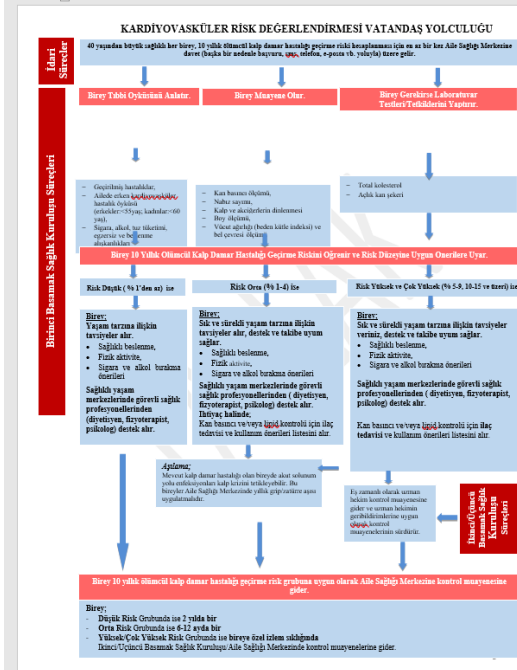 KARDİYOVASKÜLER RİSK DEĞERLENDİRMESİ VATANDAŞ YOLCULUĞU
İdari
Süreçler
40 yaşından büyük sağlıklı her birey, 10 yıllık ölümcül kalp damar hastalığı geçirme riski hesaplanması için en az bir kez Aile Sağlığı Merkezine
davet (başka bir nedenle başvuru, sms, telefon, e-posta vb. yoluyla) üzere gelir.
Birinci Basamak Sağlık Kuruluşu Süreçleri
Birey Tıbbi Öyküsünü Anlatır.
Birey Muayene Olur.
Birey Gerekirse Laboratuvar
Testleri/Tetkiklerini Yaptırır.
- Geçirilmiş hastalıklar,
- Ailede erken kardiyovasküler
hastalık öyküsü
(erkekler:<55yaş; kadınlar:<60
yaş),
- Sigara, alkol, tuz tüketimi,
egzersiz ve beslenme
alışkanlıkları
- Kan basıncı ölçümü,
- Nabız sayımı,
- Kalp ve akciğerlerin dinlenmesi
- Boy ölçümü,
- Vücut ağırlığı (beden kütle indeksi) ve
bel çevresi ölçümü
- Total kolesterol
- Açlık kan şekeri
Birey 10 Yıllık Ölümcül Kalp Damar Hastalığı Geçirme Riskini Öğrenir ve Risk Düzeyine Uygun Önerilere Uyar.
Risk Düşük ( % 1'den az) ise
Risk Orta (% 1-4) ise
Risk Yüksek ve Çok Yüksek (% 5-9, 10-15 ve üzeri) ise
Birey;
Yaşam tarzına ilişkin
tavsiyeler alır.
• Sağlıklı beslenme,
• Fizik aktivite,
• Sigara ve alkol bırakma
önerileri
Sağlıklı yaşam
merkezlerinde görevli sağlık
profesyonellerinden
(diyetisyen, fizyoterapist,
psikolog) destek alır.
Birey;
Sık ve sürekli yaşam tarzına ilişkin
tavsiyeler alır, destek ve takibe uyum
sağlar.
• Sağlıklı beslenme,
• Fizik aktivite,
• Sigara ve alkol bırakma önerileri
Sağlıklı yaşam merkezlerinde görevli
sağlık profesyonellerinden ( diyetisyen,
fizyoterapist, psikolog) destek alır.
İhtiyaç halinde;
Kan basıncı ve/veya lipid kontrolü için ilaç
tedavisi ve kullanım önerileri listesini alır.
Birey;
Sık ve sürekli yaşam tarzına ilişkin tavsiyeler
veriniz, destek ve takibe uyum sağlar.
• Sağlıklı beslenme,
• Fizik aktivite,
• Sigara ve alkol bırakma önerileri
Sağlıklı yaşam merkezlerinde görevli sağlık
profesyonellerinden ( diyetisyen, fizyoterapist,
psikolog) destek alır.
Kan basıncı ve/veya lipid kontrolü için ilaç
tedavisi ve kullanım önerileri listesini alır.
Aşılama;
Mevcut kalp damar hastalığı olan bireyde akut solunum
yolu enfeksiyonları kalp krizini tetikleyebilir. Bu
bireyler Aile Sağlığı Merkezinde yıllık grip/zatürre aşısı
uygulatmalıdır.
Eş zamanlı olarak uzman
hekim kontrol muayenesine
gider ve uzman hekimin
geribildirimlerine uygun
olarak kontrol
muayenelerinin sürdürür.
İkinci/Üçüncü
Basamak Sağlık
Kuruluşu
Süreçleri
Birey 10 yıllık ölümcül kalp damar hastalığı geçirme risk grubuna uygun olarak Aile Sağlığı Merkezine kontrol muayenesine
gider.
Birey;
- Düşük Risk Grubunda ise 2 yılda bir
- Orta Risk Grubunda ise 6-12 ayda bir
- Yüksek/Çok Yüksek Risk Grubunda ise bireye özel izlem sıklığında
İkinci/Üçüncü Basamak Sağlık Kuruluşu/Aile Sağlığı Merkezinde kontrol muayenelerine gider.